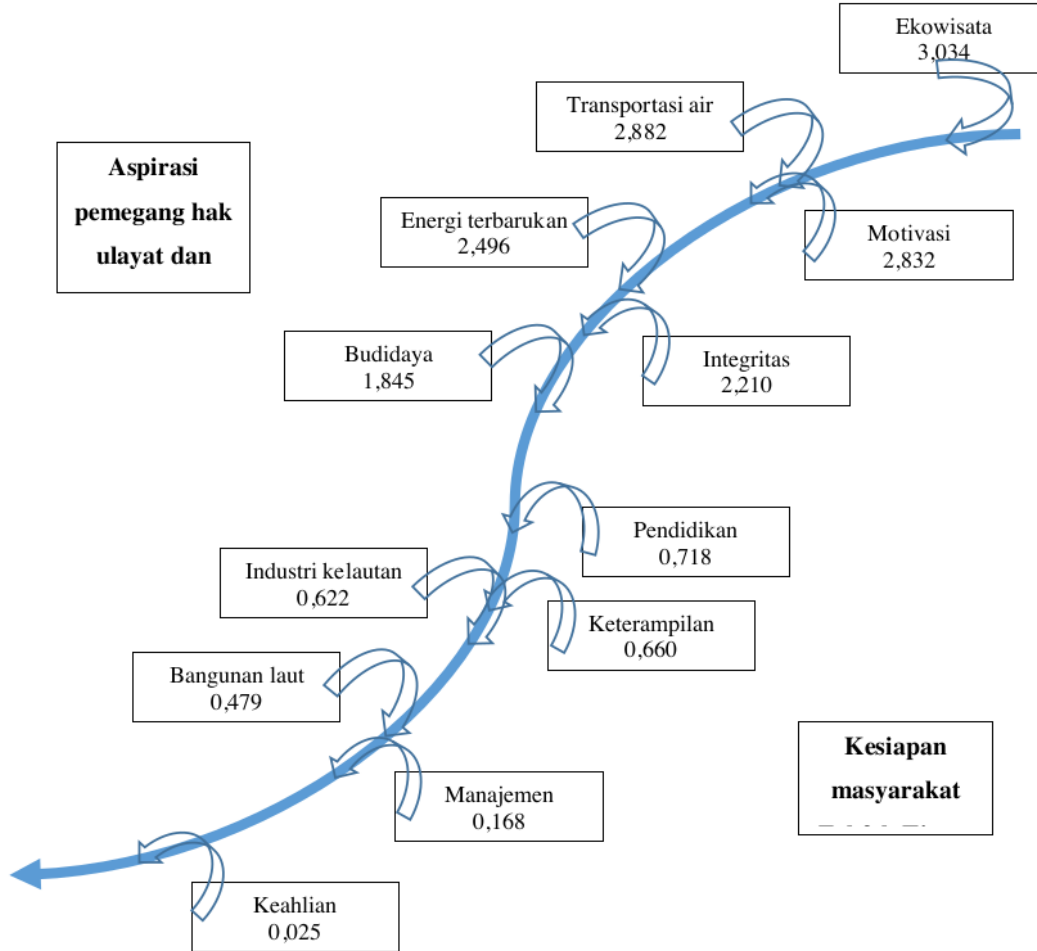 Ekowisata
3,034
Transportasi air
2,882
Aspirasi
pemegang hak
ulayat dan
Energi terbarukan
2,496
Motivasi
2,832
Budidaya
1,845
Integritas
2,210
Pendidikan
0,718
Industri kelautan
0,622
Keterampilan
0,660
Bangunan laut
0,479
Kesiapan
masyarakat
Manajemen
0,168
Keahlian
0,025